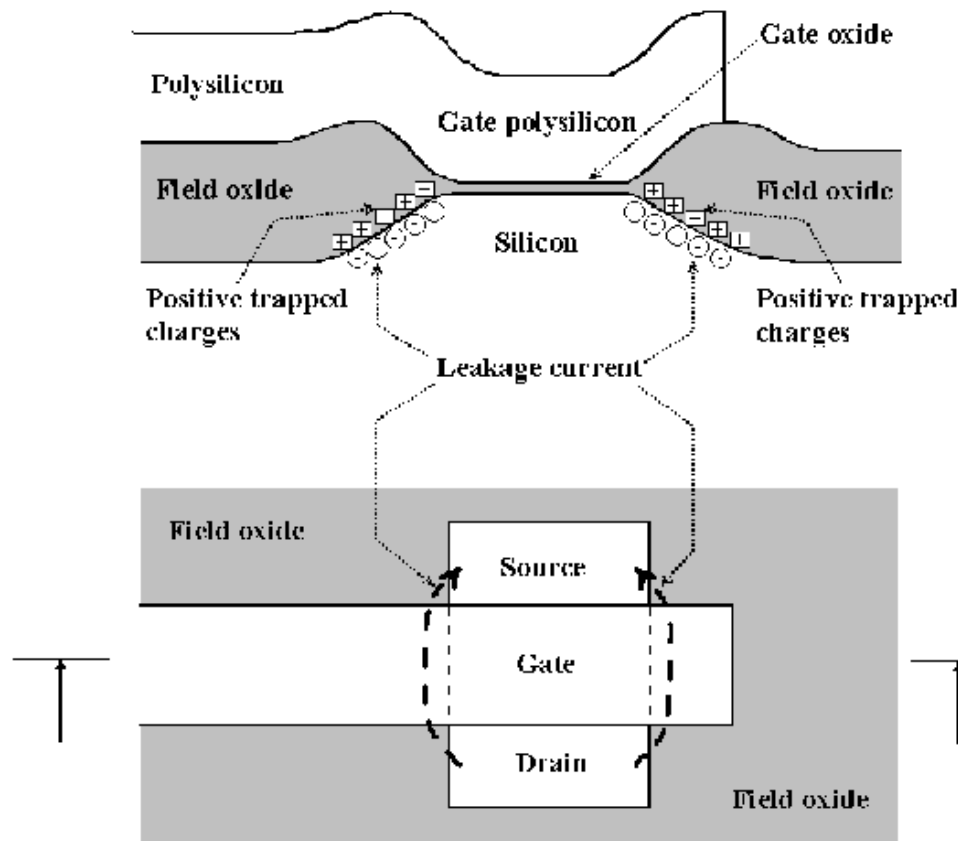 Gate oxide
Polysilicon
Gate polysilicon
Field oxide
Field oxide
Silicon
Positive trapped
charges
Positive trapped
charges
Leakage current
Field oxide
Source
Gate
Drain
Field oxide